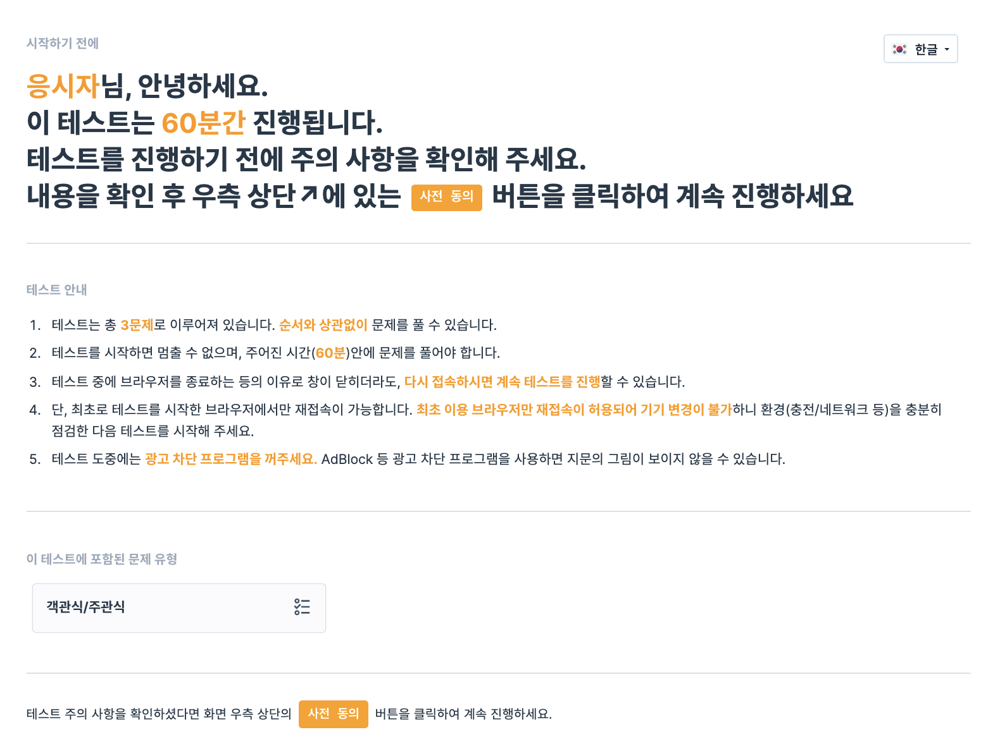 시작하기 전에
한글
응시자님, 안녕하세요.
이 테스트는 60분간 진행됩니다.
테스트를 진행하기 전에 주의 사항을 확인해 주세요.
내용을 확인 후 우측 상단↗에 있는 사전 동의 버튼을 클릭하여 계속 진행하세요
테스트 안내
1. 테스트는 총 3문제로 이루어져 있습니다. 순서와 상관없이 문제를 풀 수 있습니다.
2. 테스트를 시작하면 멈출 수 없으며, 주어진 시간(60분)안에 문제를 풀어야 합니다.
3. 테스트 중에 브라우저를 종료하는 등의 이유로 창이 닫히더라도, 다시 접속하시면 계속 테스트를 진행할 수 있습니다.
4. 단, 최초로 테스트를 시작한 브라우저에서만 재접속이 가능합니다. 최초 이용 브라우저만 재접속이 허용되어 기기 변경이 불가하니 환경(충전/네트워크 등)을 충분히
점검한 다음 테스트를 시작해 주세요.
5. 테스트 도중에는 광고 차단 프로그램을 꺼주세요. AdBlock 등 광고 차단 프로그램을 사용하면 지문의 그림이 보이지 않을 수 있습니다.
이 테스트에 포함된 문제 유형
객관식/주관식
테스트 주의 사항을 확인하셨다면 화면 우측 상단의 사전 동의 버튼을 클릭하여 계속 진행하세요.